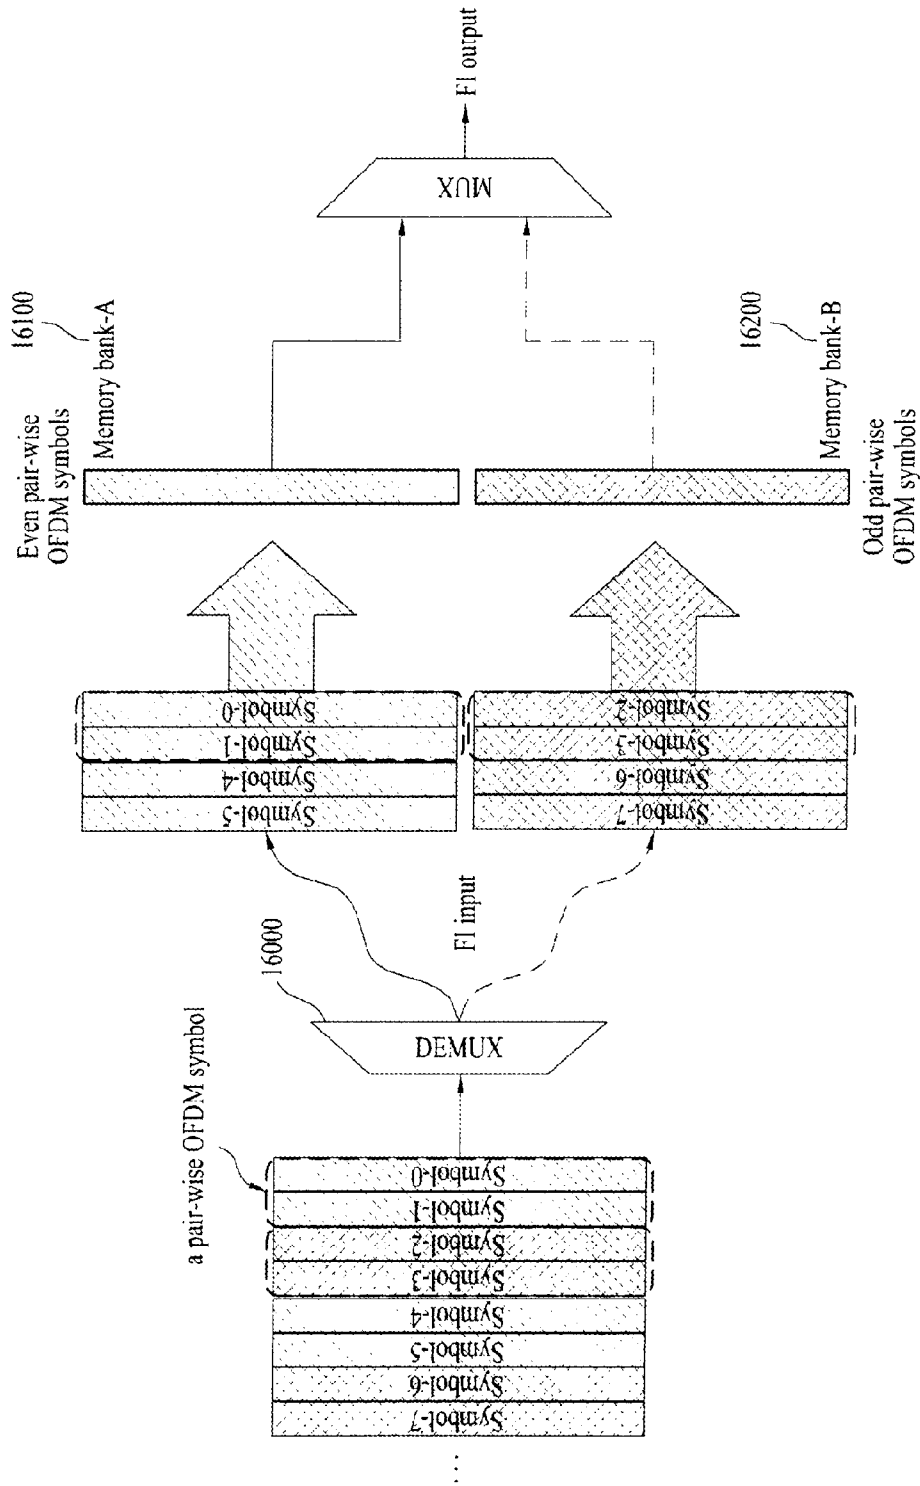 a pair-wise OFDM symbol
Symbol-0
Symbol-1
Symbol-2
Symbol-3
Symbol-4
Symbol-5
Symbol-6
Symbol-7
...
DEMUX
16000
FI input
Symbol-0
Symbol-1
Symbol-4
Symbol-5
Symbol-2
Symbol-3
Symbol-6
Symbol-7
Even pair-wise
OFDM symbols
16100
Memory bank-A
16200
Memory bank-B
Odd pair-wise
OFDM symbols
MUX
FI output